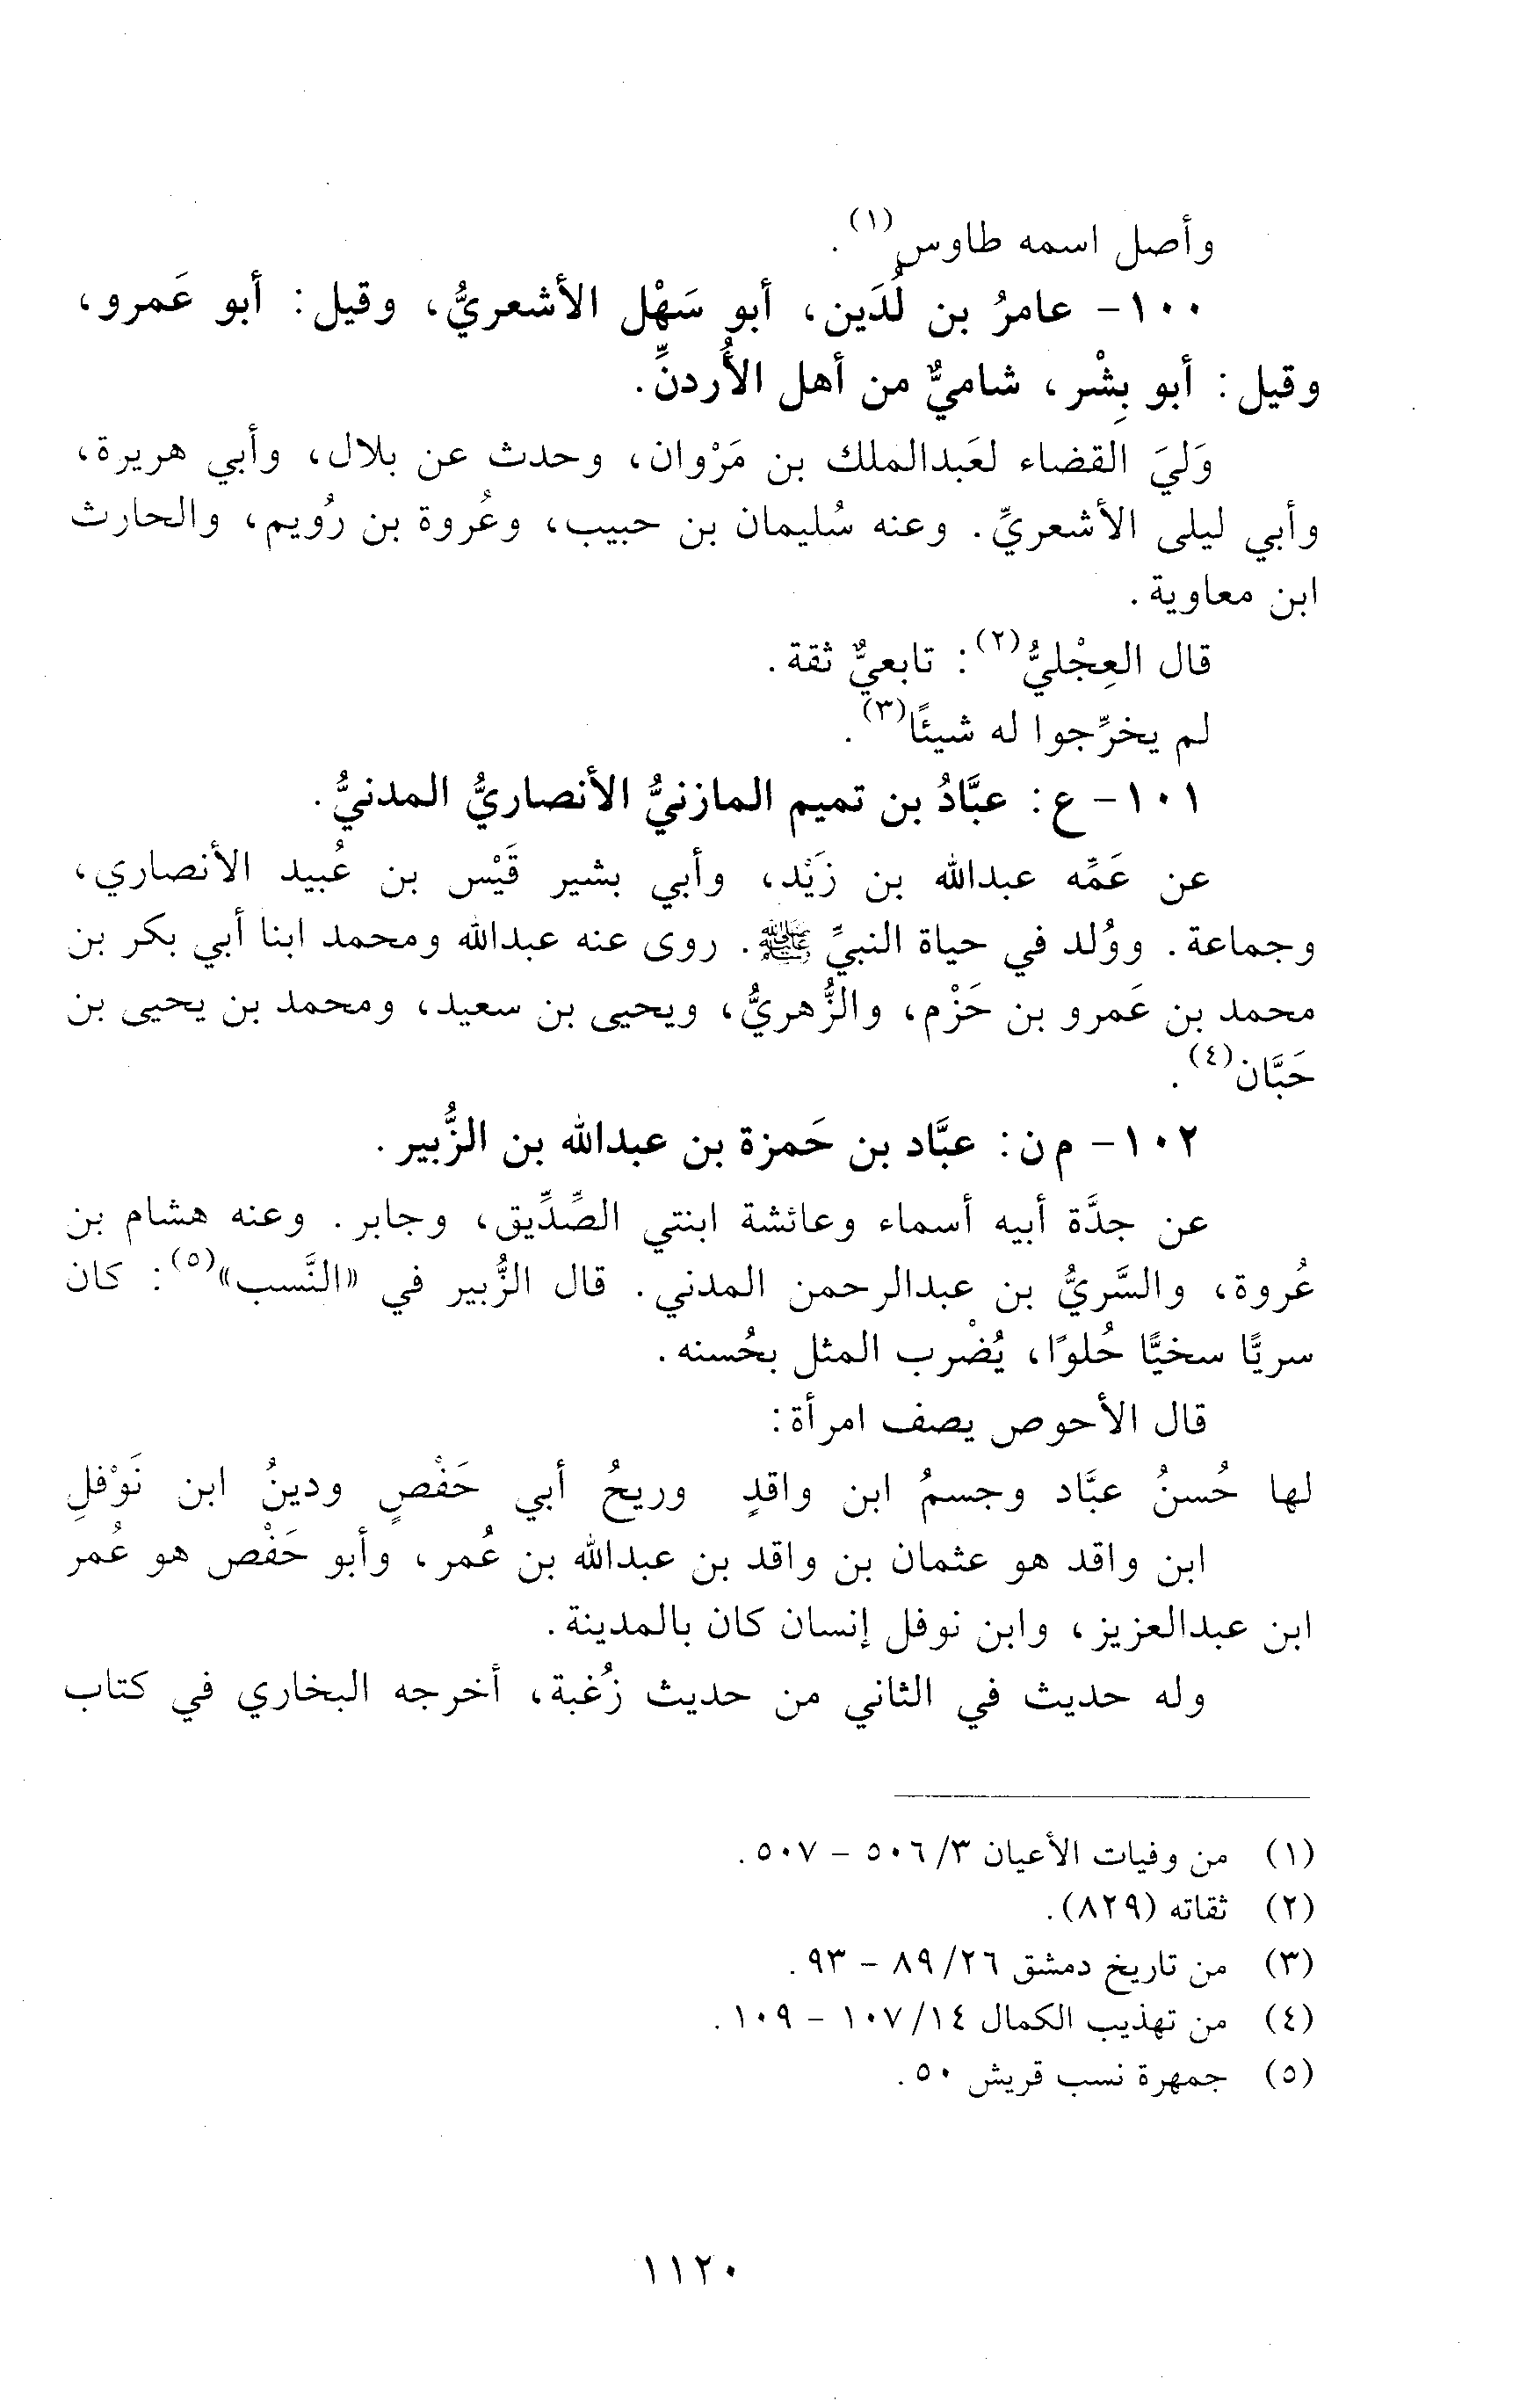 وأصل اسمه طاوس(١).
١٠٠- عامرُ بن لُدَين، أبو سَهْل الأشعريُّ، وقيل: أبو عَمرو،
وقيل: أبو بِشْر، شاميٌّ من أهل الأُردنِّ.
وَليَ القضاء لعَبدالملك بن مَرْوان، وحدث عن بلال، وأبي هريرة،
وأبي ليلى الأشعريِّ. وعنه سُليمان بن حبيب، وعُروة بن رُويم، والحارث
ابن معاوية.
قال العِجْليُّ(٢): تابعيٌّ ثقة.
لم يخرِّجوا له شيئًا(٣).
١٠١- ع: عبَّادُ بن تميم المازنيُّ الأنصاريُّ المدنيُّ.
عن عَمِّه عبدالله بن زَيْد، وأبي بشير قَيْس بن عُبيد الأنصاري،
وجماعة. ووُلد في حياة النبيِّ ﷺ. روى عنه عبدالله ومحمد ابنا أبي بكر بن
محمد بن عَمرو بن حَزْم، والزُّهريُّ، ويحيى بن سعيد، ومحمد بن يحيى بن
حَبَّان(٤).
١٠٢- م ن: عبَّاد بن حَمزة بن عبدالله بن الزُّبير.
عن جدَّة أبيه أسماء وعائشة ابنتي الصِّدِّيق، وجابر. وعنه هشام بن
عُروة، والسَّريُّ بن عبدالرحمن المدني. قال الزُّبير في «النَّسب»(٥): كان
سريًّا سخيًّا حُلوًا، يُضْرب المثل بحُسنه.
قال الأحوص يصف امرأة:
لها حُسنُ عبَّاد وجسمُ ابن واقدٍ وريحُ أبي حَفْصٍ ودينُ ابن نَوْفلِ
ابن واقد هو عثمان بن واقد بن عبدالله بن عُمر، وأبو حَفْص هو عُمر
ابن عبدالعزيز، وابن نوفل إنسان كان بالمدينة.
وله حديث في الثاني من حديث زُغبة، أخرجه البخاري في كتاب
(١) من وفيات الأعيان ٣/ ٥٠٦ - ٥٠٧.
(٢) ثقاته (٨٢٩).
(٣) من تاريخ دمشق ٢٦/ ٨٩ - ٩٣.
(٤) من تهذيب الكمال ١٤/ ١٠٧ - ١٠٩.
(٥) جمهرة نسب قريش ٥٠.
١١٢٠